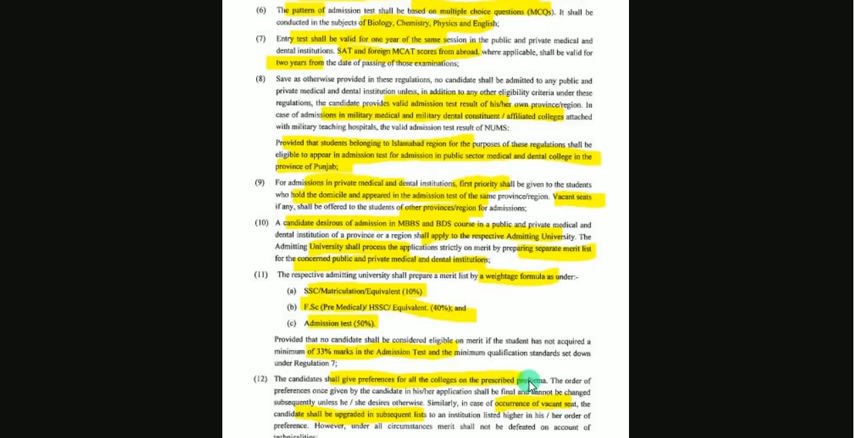 (6) The pattern of admission test shall be based on multiple choice questions (MCQs). It shall be
conducted in the subjects of Biology, Chemistry, Physics and English;
(7) Entry test shall be valid for one year of the same session in the public and private medical and
dental institutions. SAT and foreign MCAT scores from abroad, where applicable, shall be valid for
two years from the date of passing of those examinations;
(8) Save as otherwise provided in these regulations, no candidate shall be admitted to any public and
private medical and dental institution unless, in addition to any other eligibility criteria under these
regulations, the candidate provides valid admission test result of his/her own province/region. In
case of admissions in military medical and military dental constituent / affiliated colleges attached
with military teaching hospitals, the valid admission test result of NUMS:
Provided that students belonging to Islamabad region for the purposes of these regulations shall be
eligible to appear in admission test for admission in public sector medical and dental college in the
province of Punjab;
(9) For admissions in private medical and dental institutions, first priority shall be given to the students
who hold the domicile and appeared in the admission test of the same province/region. Vacant seats
if any, shall be offered to the students of other provinces/region for admissions;
(10) A candidate desirous of admission in MBBS and BDS course in a public and private medical and
dental institution of a province or a region shall apply to the respective Admitting University. The
Admitting University shall process the applications strictly on merit by preparing separate merit list
for the concerned public and private medical and dental institutions;
(11) The respective admitting university shall prepare a merit list by a weightage formula as under:-
(a) SSC/Matriculation/Equivalent (10%)
(b) F.Sc (Pre Medical)/ HSSC/ Equivalent. (40%); and
(c) Admission test (50%).
Provided that no candidate shall be considered eligible on merit if the student has not acquired a
minimum of 33% marks in the Admission Test and the minimum qualification standards set down
under Regulation 7;
(12) The candidates shall give preferences for all the colleges on the prescribed proforma. The order of
preferences once given by the candidate in his/her application shall be final and cannot be changed
subsequently unless he / she desires otherwise. Similarly, in case of occurrence of vacant seat, the
candidate shall be upgraded in subsequent lists to an institution listed higher in his / her order of
preference. However, under all circumstances merit shall not be defeated on account of
technicalities;